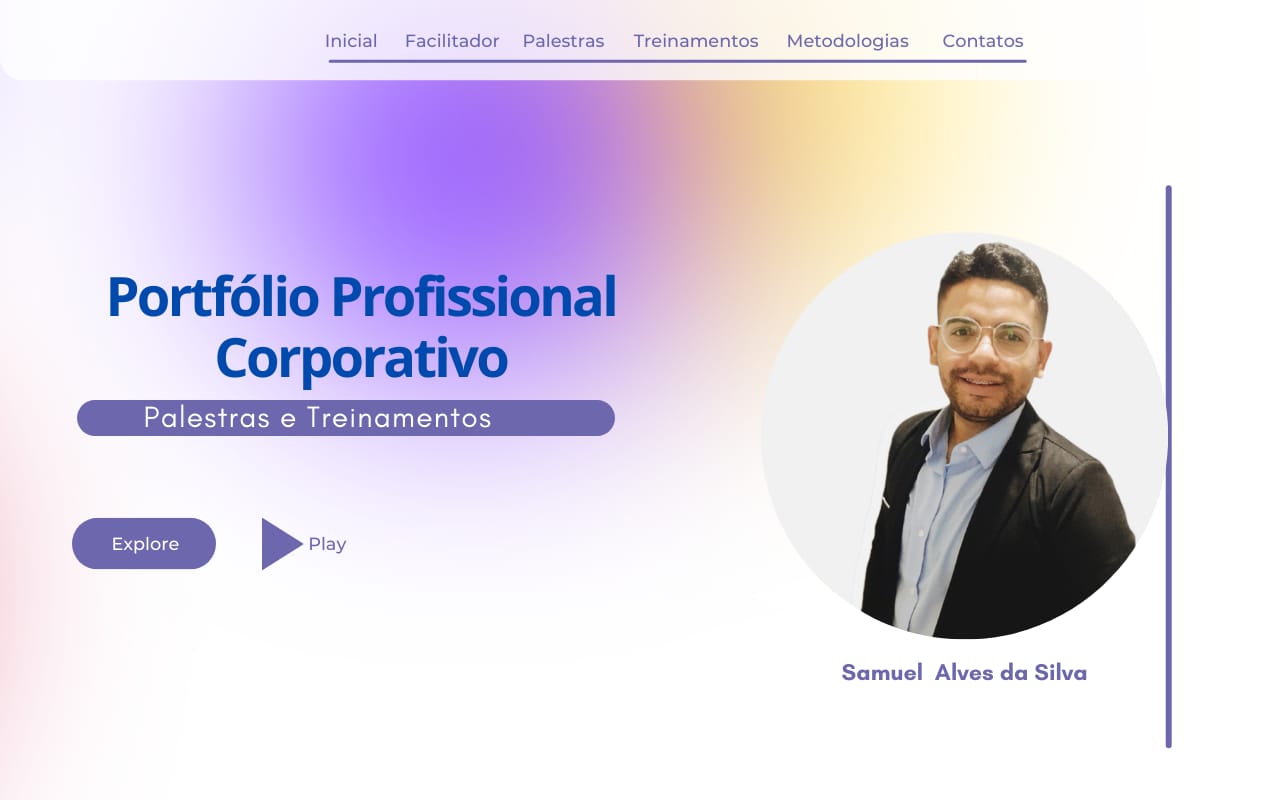 Inicial Facilitador Palestras Treinamentos Metodologias Contatos
Portfólio Profissional
Corporativo
Palestras e Treinamentos
Explore
Play
Samuel Alves da Silva